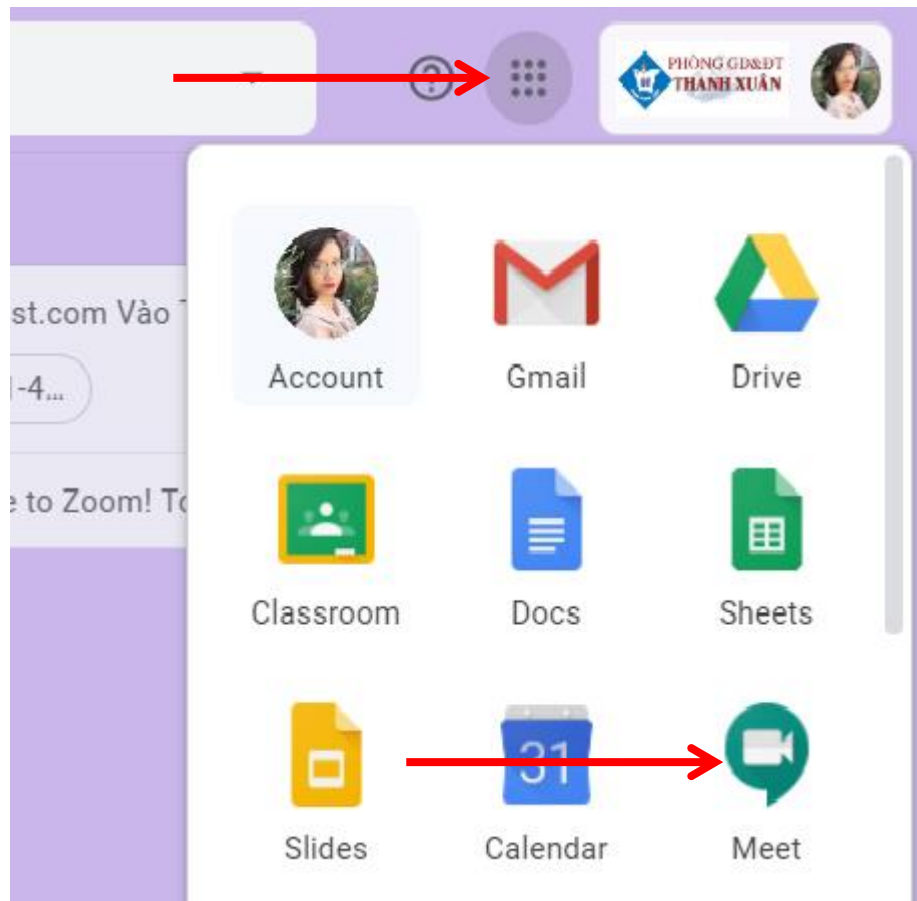 PHÒNG GD&ĐT
THANH XUÂN
Account
Gmail
Drive
st.com Vào T
-4...
Classroom
Docs
Sheets
e to Zoom! To
31
Slides
Calendar
Meet